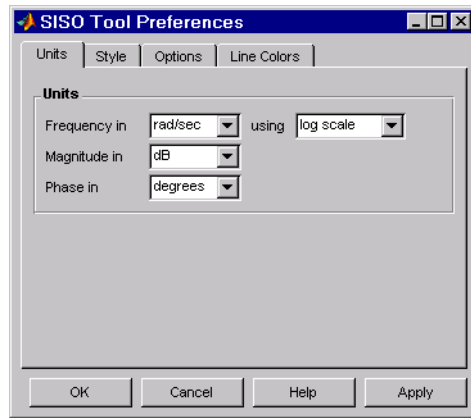 SISO Tool Preferences
Units Style Options Line Colors
Units
Frequency in rad/sec using log scale
Magnitude in dB
Phase in degrees
OK Cancel Help Apply